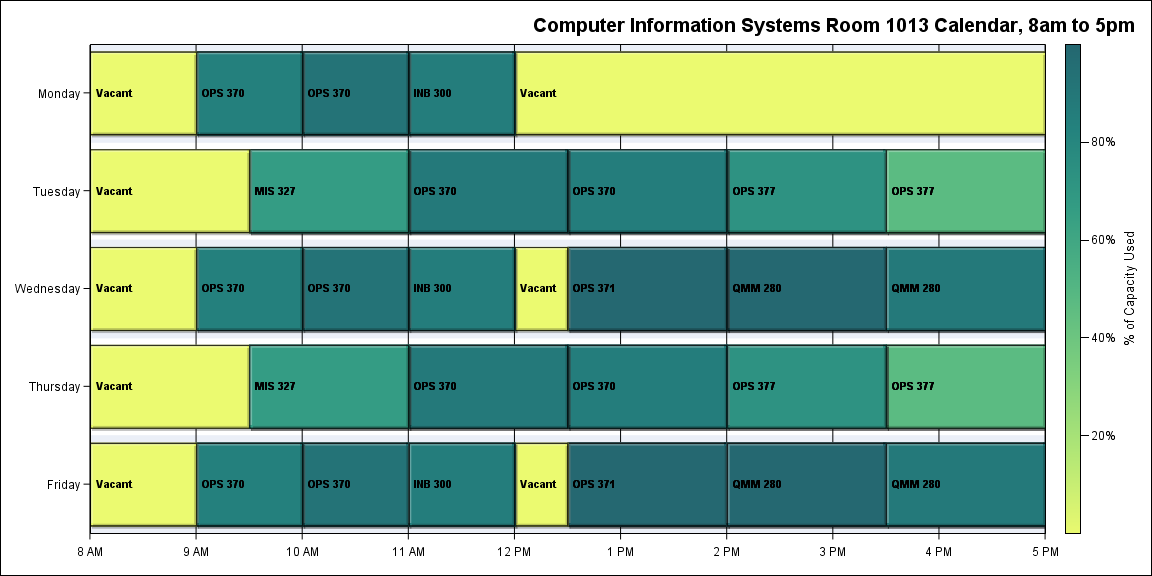 Computer Information Systems Room 1013 Calendar, 8am to 5pm
Monday
Vacant
OPS 370
OPS 370
INB 300
Vacant
Tuesday
Vacant
MIS 327
OPS 370
OPS 370
OPS 377
OPS 377
Wednesday
Vacant
OPS 370
OPS 370
INB 300
Vacant
OPS 371
QMM 280
QMM 280
Thursday
Vacant
MIS 327
OPS 370
OPS 370
OPS 377
OPS 377
Friday
Vacant
OPS 370
OPS 370
INB 300
Vacant
OPS 371
QMM 280
QMM 280
8 AM
9 AM
10 AM
11 AM
12 PM
1 PM
2 PM
3 PM
4 PM
5 PM
80%
60%
40%
20%
% of Capacity Used